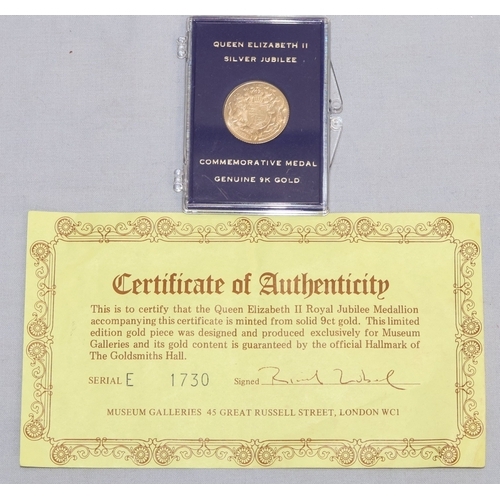 QUEEN ELIZABETH II
SILVER JUBILEE
COMMEMORATIVE MEDAL
GENUINE 9K GOLD
Certificate of Authenticity
This is to certify that the Queen Elizabeth II Royal Jubilee Medallion
accompanying this certificate is minted from solid 9ct gold. This limited
edition gold piece was designed and produced exclusively for Museum
Galleries and its gold content is guaranteed by the official Hallmark of
The Goldsmiths Hall.
SERIAL E 1730 Signed
MUSEUM GALLERIES 45 GREAT RUSSELL STREET, LONDON WC1